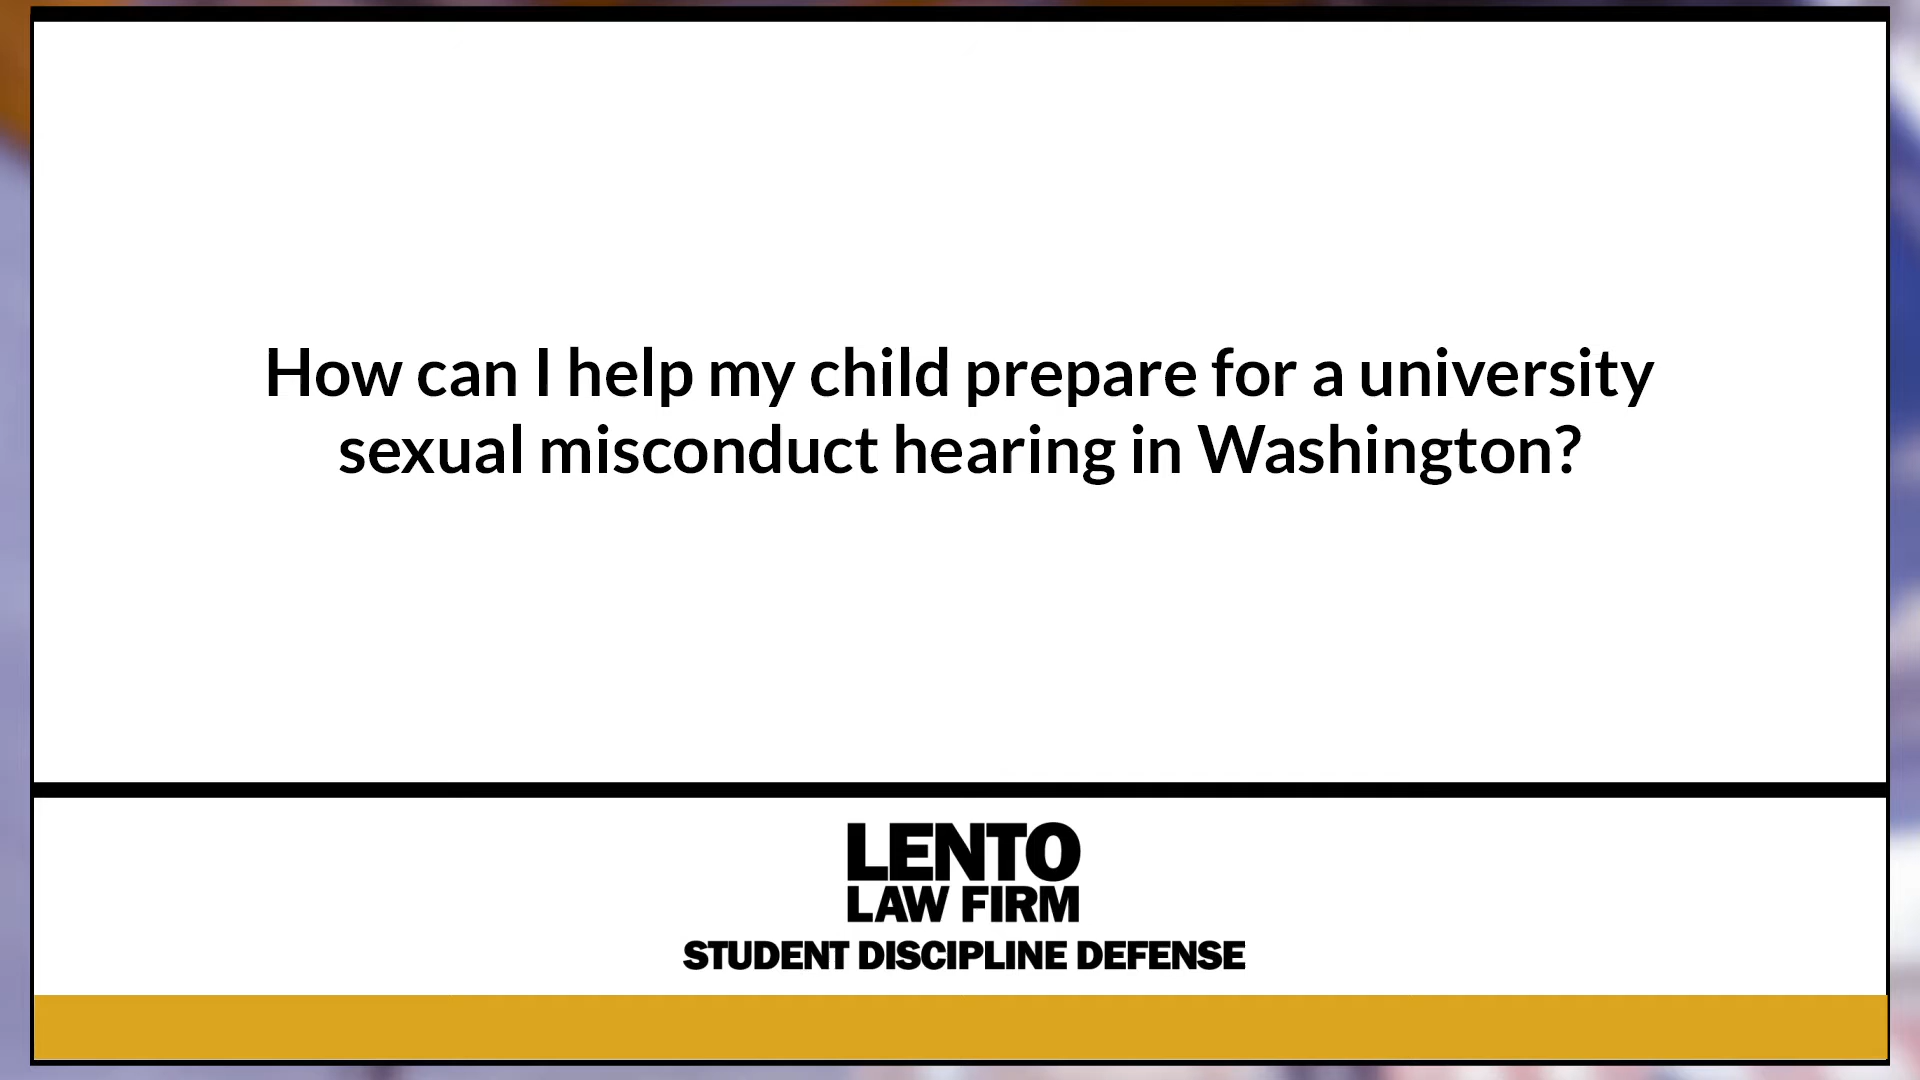 How can I help my child prepare for a university
sexual misconduct hearing in Washington?
LENTO
LAW FIRM
STUDENT DISCIPLINE DEFENSE